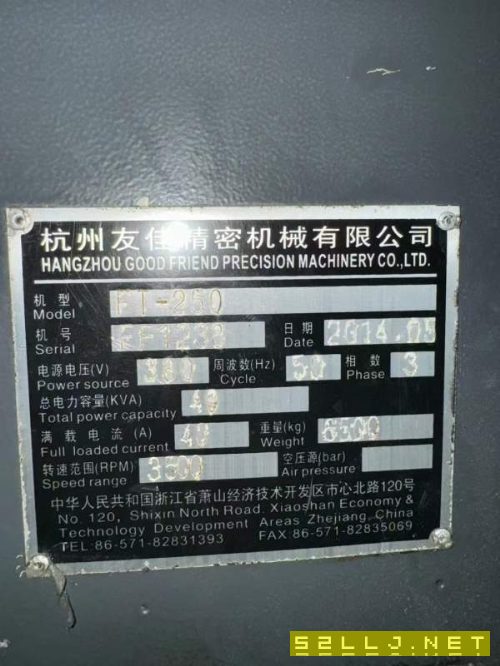 杭州友佳精密机械有限公司
HANGZHOU GOOD FRIEND PRECISION MACHINERY CO.,LTD.
机型 Model FT-250
机号 Serial 日期 Date 2014.05
电源电压(V) Power source 380 周波数(Hz) Cycle 50 相数 Phase 3
总电力容量(KVA) Total power capacity 40
满载电流(A) Full loaded current 40 重量(kg) Weight 6300
转速范围(RPM) Speed range 3500 空压源(bar) Air pressure
中华人民共和国浙江省萧山经济技术开发区市心北路120号
No. 120, Shixin North Road. Xiaoshan Economy &
Technology Development Areas Zhejiang, China
TEL:86-571-82831393 FAX:86-571-82835069
52LLJ.NET